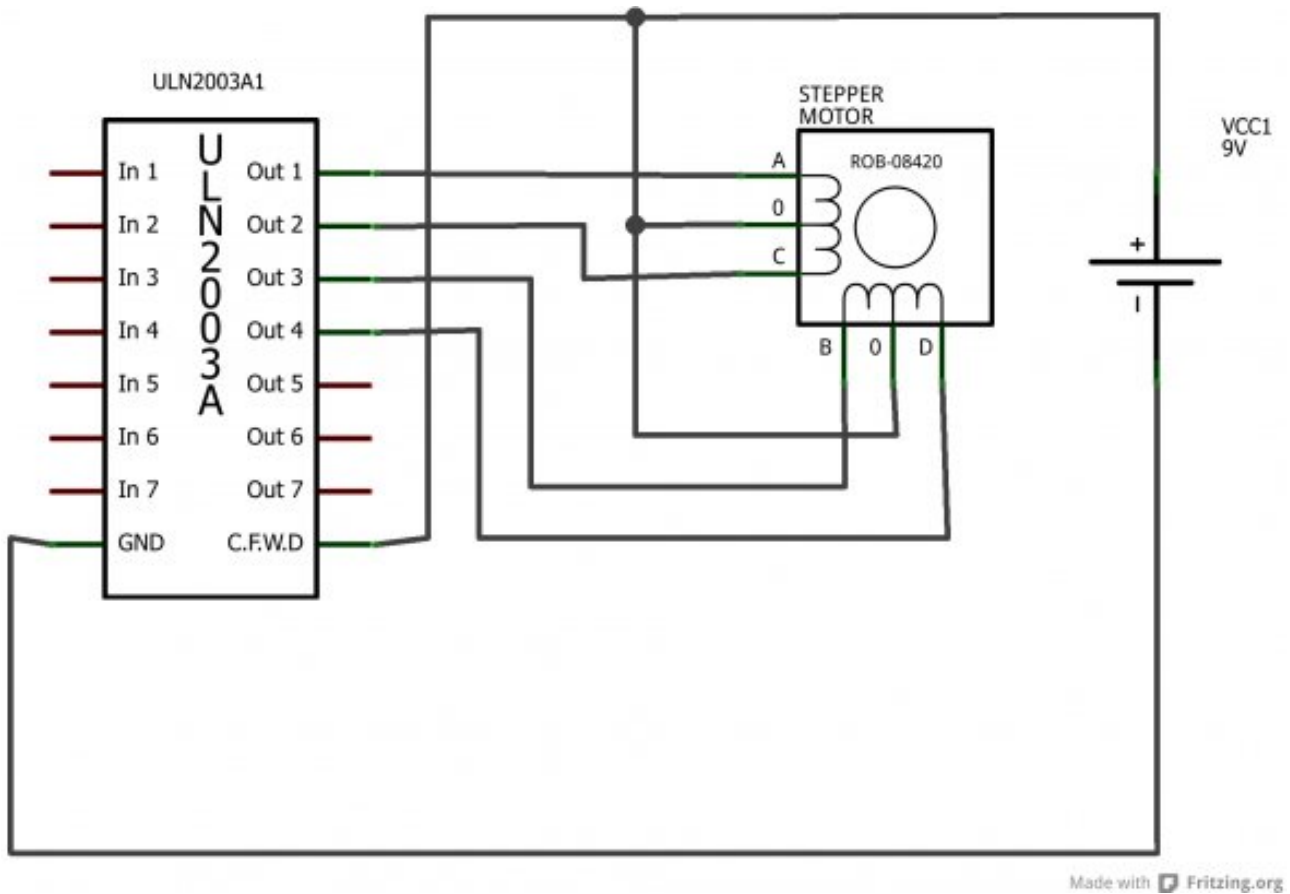 ULN2003A1
ULN2003A
In 1
Out 1
In 2
Out 2
In 3
Out 3
In 4
Out 4
In 5
Out 5
In 6
Out 6
In 7
Out 7
GND
C.F.W.D
STEPPER
MOTOR
ROB-08420
A
0
C
B
0
D
VCC1
9V
+
-
Made with Fritzing.org